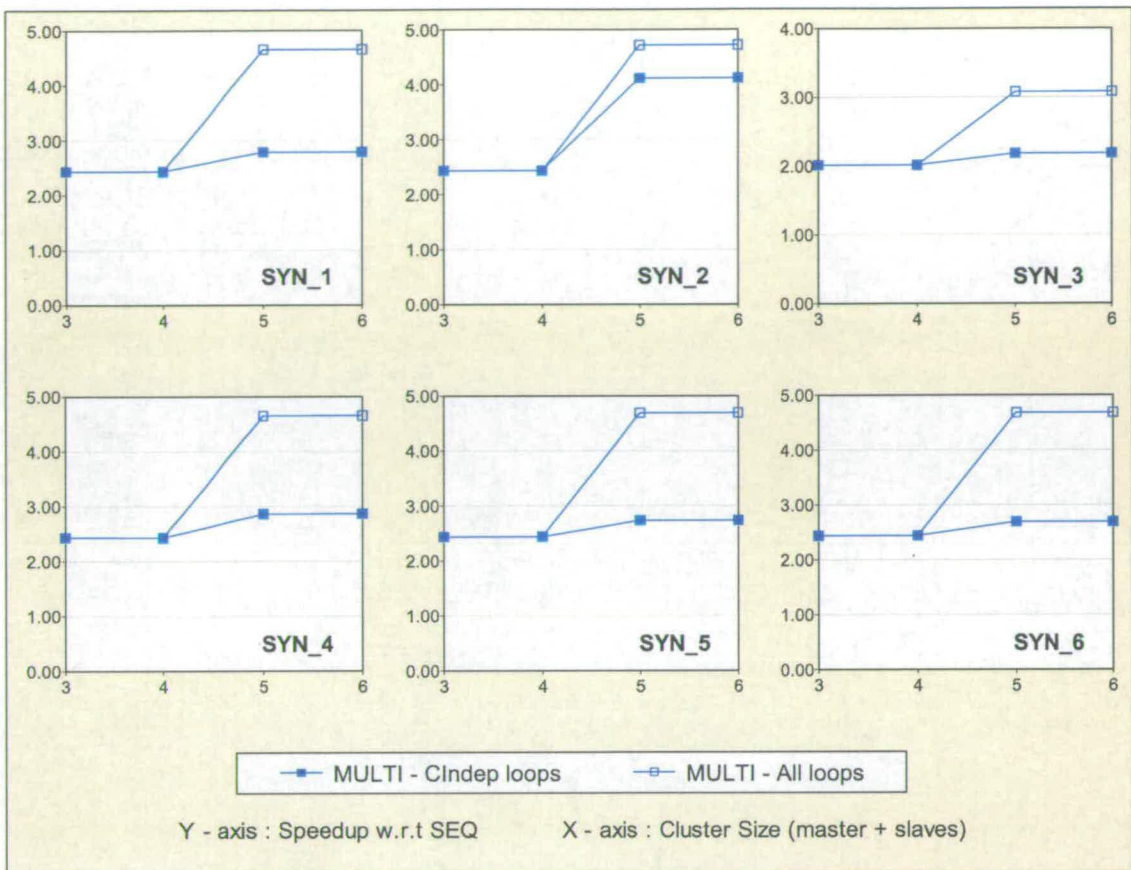 5.00
4.00
3.00
2.00
1.00
0.00
3 4 5 6
SYN_1
5.00
4.00
3.00
2.00
1.00
0.00
3 4 5 6
SYN_2
4.00
3.00
2.00
1.00
0.00
3 4 5 6
SYN_3
5.00
4.00
3.00
2.00
1.00
0.00
3 4 5 6
SYN_4
5.00
4.00
3.00
2.00
1.00
0.00
3 4 5 6
SYN_5
5.00
4.00
3.00
2.00
1.00
0.00
3 4 5 6
SYN_6
MULTI - CIndep loops MULTI - All loops
Y - axis : Speedup w.r.t SEQ X - axis : Cluster Size (master + slaves)